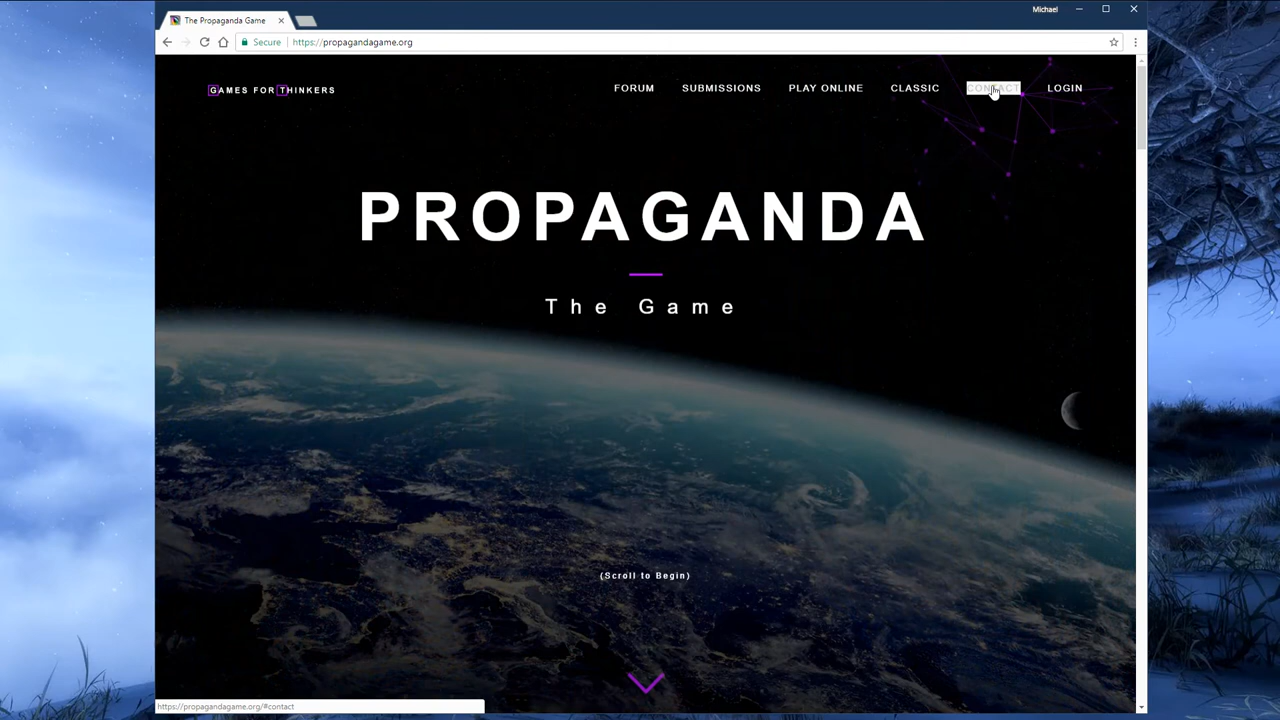 Michael
The Propaganda Game
Secure https://propagandagame.org
GAMES FOR THINKERS
FORUM SUBMISSIONS PLAY ONLINE CLASSIC CONTACT LOGIN
PROPAGANDA
The Game
(Scroll to Begin)
https://propagandagame.org/#contact